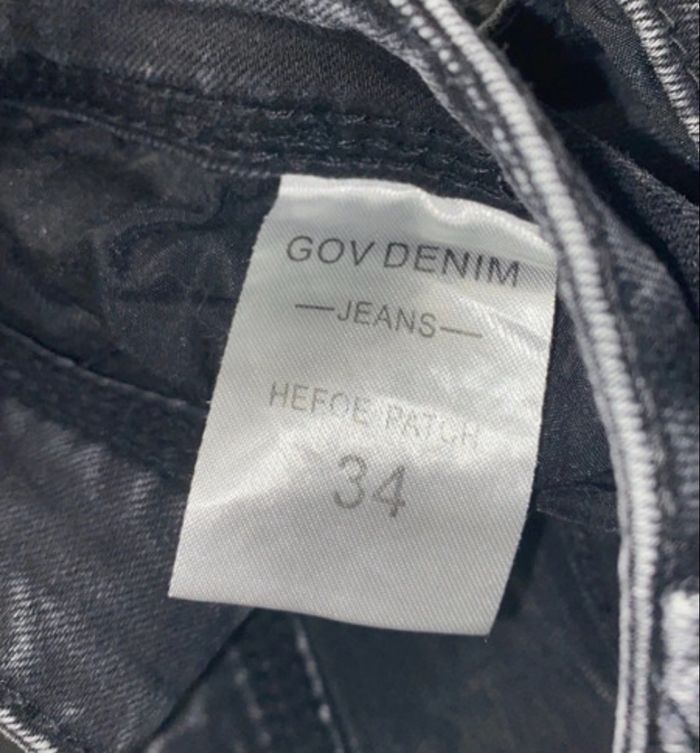 GOV DENIM
—JEANS—
HEFOE PATCH
34